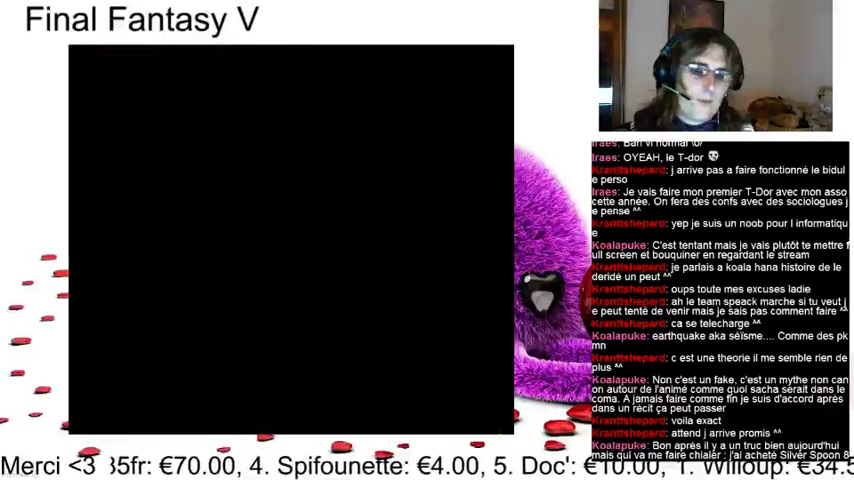 Final Fantasy V
Iraes: Bah vi normal \o/
Iraes: OYEAH, le T-dor
Kranttshepard: j arrive pas a faire fonctionné le bidul
e perso
Iraes: Je vais faire mon premier T-Dor avec mon asso
cette année. On fera des confs avec des sociologues j
e pense ^^
Kranttshepard: yep je suis un noob pour l informatiqu
e
Koalapuke: C'est tentant mais je vais plutôt te mettre f
ull screen et bouquiner en regardant le stream
Kranttshepard: je parlais a koala hana histoire de le
deridé un peut ^^
Kranttshepard: oups toute mes excuses ladie
Kranttshepard: ah le team speack marche si tu veut j
e peut tenté de venir mais je sais pas comment faire ^^
Kranttshepard: ca se telecharge ^^
Koalapuke: earthquake aka séïsme.... Comme des pk
mn
Kranttshepard: c est une theorie il me semble rien de
plus ^^
Koalapuke: Non c'est un fake, c'est un mythe non can
on autour de l'animé comme quoi sacha serait dans le
coma. A jamais faire comme fin je suis d'accord après
dans un récit ça peut passer
Kranttshepard: voila exact
Kranttshepard: attend j arrive promis ^^
Koalapuke: Bon après il y a un truc bien aujourd'hui
mais qui va me faire chialer : j'ai acheté Silver Spoon 8
Merci <3 35fr: €70.00, 4. Spifounette: €4.00, 5. Doc': €10.00, 1. Willoup: €34.5